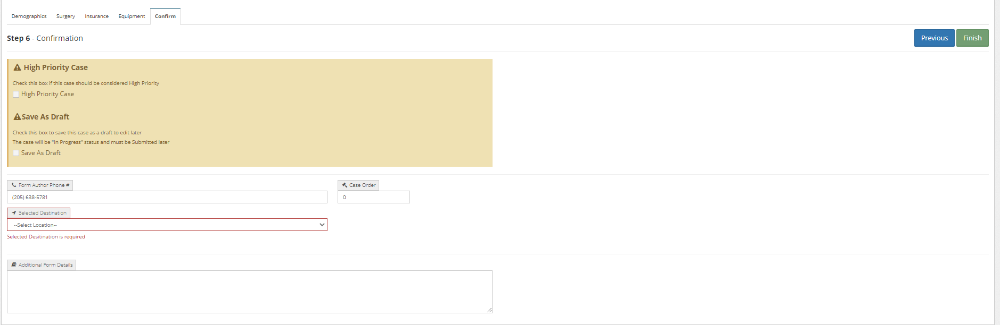 Demographics Surgery Insurance Equipment Confirm
Step 6 - Confirmation
Previous Finish
High Priority Case
Check this box if this case should be considered High Priority
High Priority Case
Save As Draft
Check this box to save this case as a draft to edit later
The case will be "In Progress" status and must be Submitted later
Save As Draft
Form Author Phone # Case Order
(205) 638-5781 0
Selected Destination
--Select Location--
Selected Desitination is required
Additional Form Details